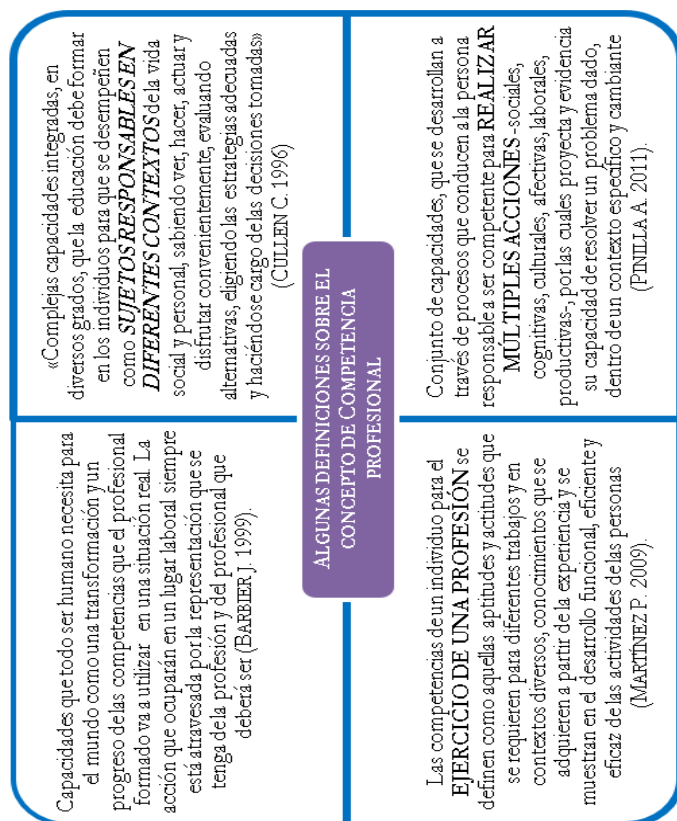 Capacidades que todo ser humano necesita para
el mundo como una transformación y un
progreso de las competencias que el profesional
formado va a utilizar en una situación real. La
acción que ocuparán en un lugar laboral siempre
está atravesada por la representación que se
tenga de la profesión y del profesional que
deberá ser (BARBIER J. 1999).
«Complejas capacidades integradas, en
diversos grados, que la educación debe formar
en los individuos para que se desempeñen
como SUJETOS RESPONSABLES EN
DIFERENTES CONTEXTOS de la vida
social y personal, sabiendo ver, hacer, actuar y
disfrutar convenientemente, evaluando
alternativas, eligiendo las estrategias adecuadas
y haciéndose cargo de las decisiones tomadas»
(CULLEN C. 1996)
ALGUNAS DEFINICIONES SOBRE EL
CONCEPTO DE COMPETENCIA
PROFESIONAL
Las competencias de un individuo para el
EJERCICIO DE UNA PROFESIÓN se
definen como aquellas aptitudes y actitudes que
se requieren para diferentes trabajos y en
contextos diversos, conocimientos que se
adquieren a partir de la experiencia y se
muestran en el desarrollo funcional, eficiente y
eficaz de las actividades de las personas
(MARTÍNEZ P. 2009).
Conjunto de capacidades, que se desarrollan a
través de procesos que conducen a la persona
responsable a ser competente para REALIZAR
MÚLTIPLES ACCIONES -sociales,
cognitivas, culturales, afectivas, laborales,
productivas-, por las cuales proyecta y evidencia
su capacidad de resolver un problema dado,
dentro de un contexto específico y cambiante
(PINILLA A. 2011).